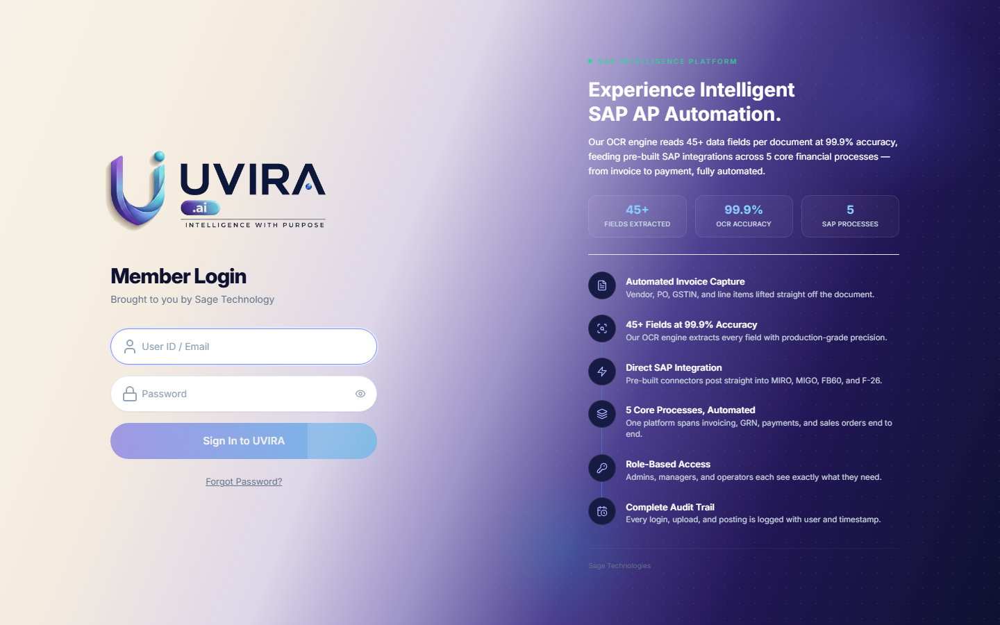 UVIRA
.ai
INTELLIGENCE WITH PURPOSE
Member Login
Brought to you by Sage Technology
User ID / Email
Password
Sign In to UVIRA
Forgot Password?
SAP INTELLIGENCE PLATFORM
Experience Intelligent
SAP AP Automation.
Our OCR engine reads 45+ data fields per document at 99.9% accuracy,
feeding pre-built SAP integrations across 5 core financial processes —
from invoice to payment, fully automated.
45+
FIELDS EXTRACTED
99.9%
OCR ACCURACY
5
SAP PROCESSES
Automated Invoice Capture
Vendor, PO, GSTIN, and line items lifted straight off the document.
45+ Fields at 99.9% Accuracy
Our OCR engine extracts every field with production-grade precision.
Direct SAP Integration
Pre-built connectors post straight into MIRO, MIGO, FB60, and F-26.
5 Core Processes, Automated
One platform spans invoicing, GRN, payments, and sales orders end to
end.
Role-Based Access
Admins, managers, and operators each see exactly what they need.
Complete Audit Trail
Every login, upload, and posting is logged with user and timestamp.
Sage Technologies